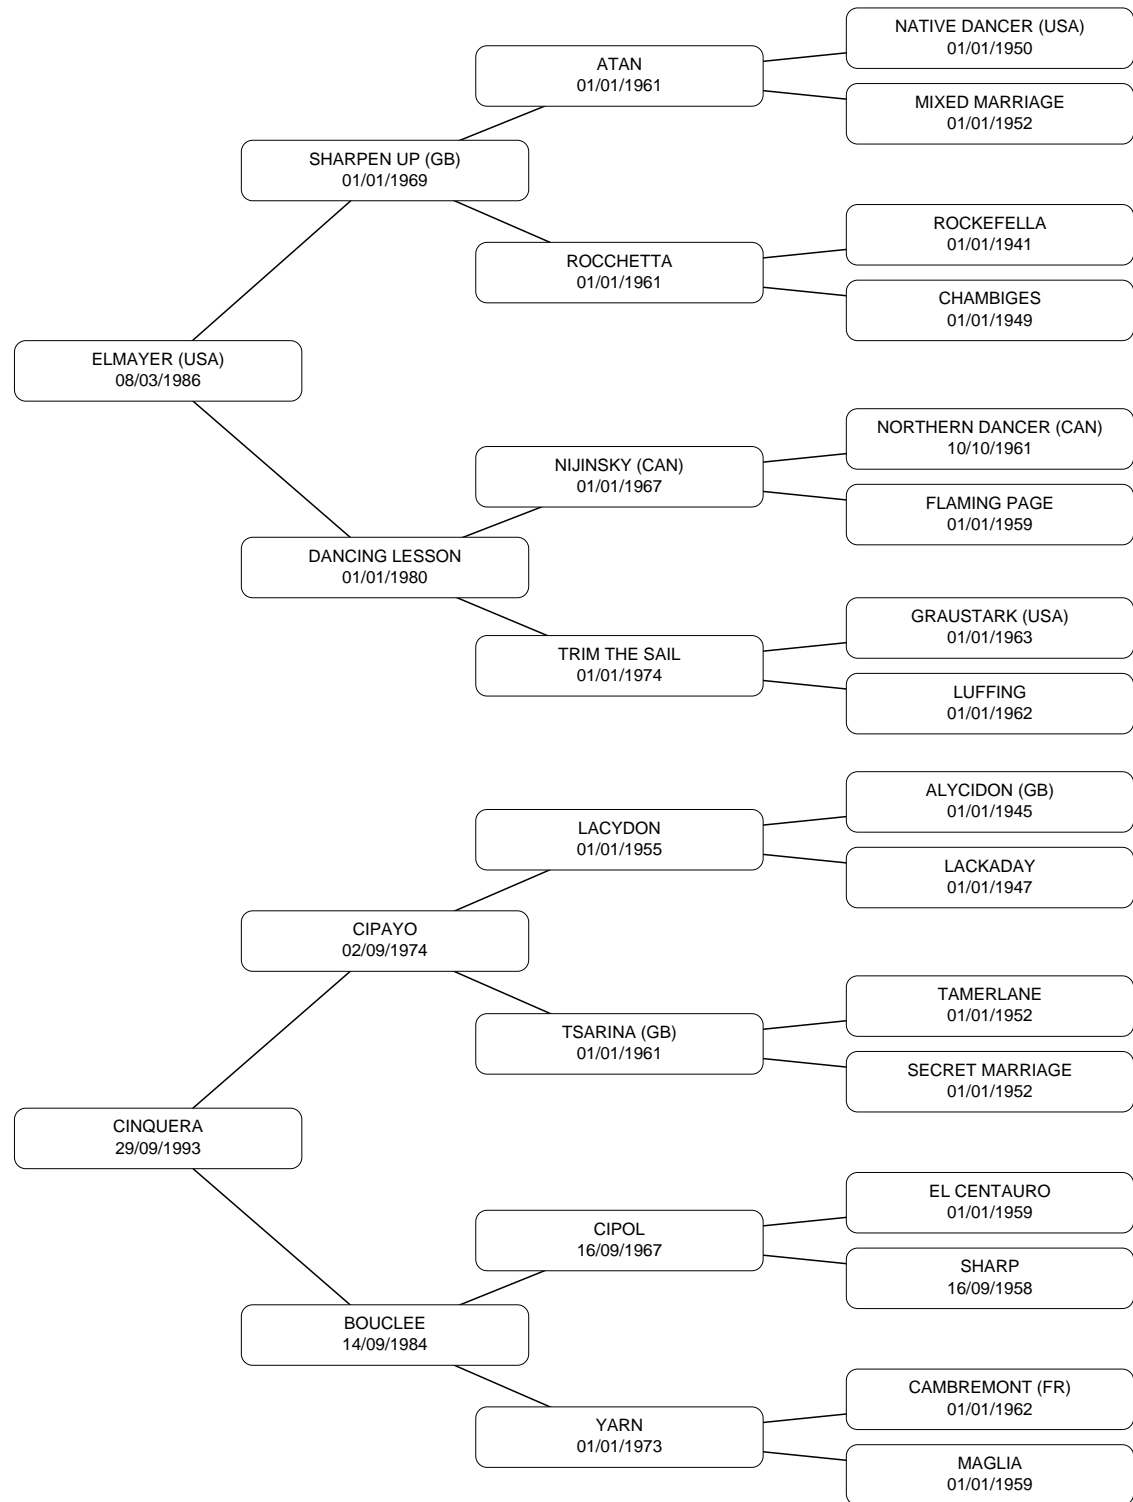 NATIVE DANCER (USA)
01/01/1950
ATAN
01/01/1961
MIXED MARRIAGE
01/01/1952
SHARPEN UP (GB)
01/01/1969
ROCKEFELLA
01/01/1941
ROCCHETTA
01/01/1961
CHAMBIGES
01/01/1949
ELMAYER (USA)
08/03/1986
NORTHERN DANCER (CAN)
10/10/1961
NIJINSKY (CAN)
01/01/1967
FLAMING PAGE
01/01/1959
DANCING LESSON
01/01/1980
GRAUSTARK (USA)
01/01/1963
TRIM THE SAIL
01/01/1974
LUFFING
01/01/1962
ALYCIDON (GB)
01/01/1945
LACYDON
01/01/1955
LACKADAY
01/01/1947
CIPAYO
02/09/1974
TAMERLANE
01/01/1952
TSARINA (GB)
01/01/1961
SECRET MARRIAGE
01/01/1952
CINQUERA
29/09/1993
EL CENTAURO
01/01/1959
CIPOL
16/09/1967
SHARP
16/09/1958
BOUCLEE
14/09/1984
CAMBREMONT (FR)
01/01/1962
YARN
01/01/1973
MAGLIA
01/01/1959